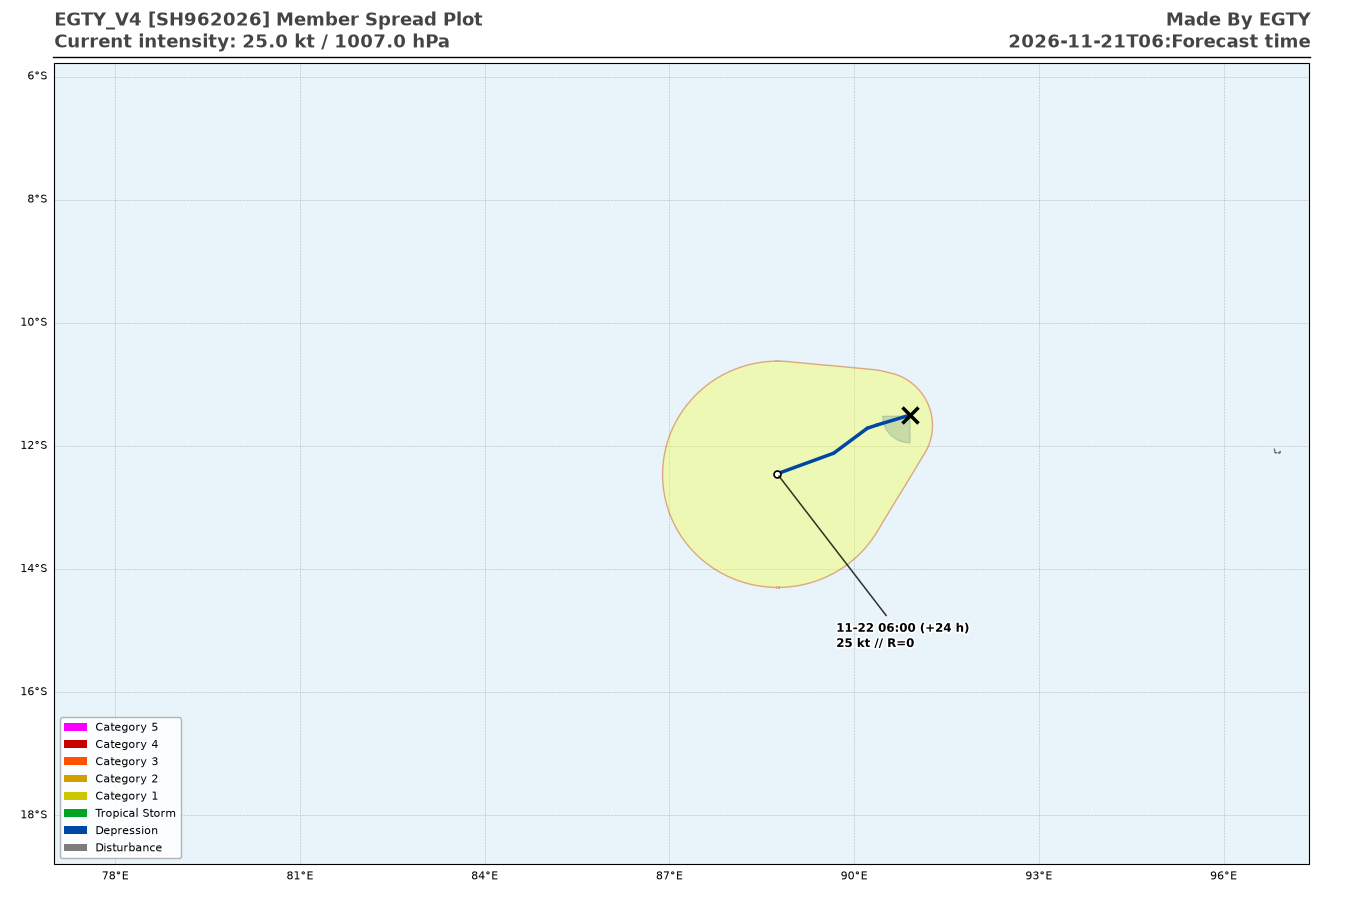 EGTY_V4 [SH962026] Member Spread Plot
Made By EGTY
Current intensity: 25.0 kt / 1007.0 hPa
2026-11-21T06:Forecast time
6°S
8°S
10°S
12°S
14°S
16°S
18°S
11-22 06:00 (+24 h)
25 kt // R=0
Category 5
Category 4
Category 3
Category 2
Category 1
Tropical Storm
Depression
Disturbance
78°E
81°E
84°E
87°E
90°E
93°E
96°E